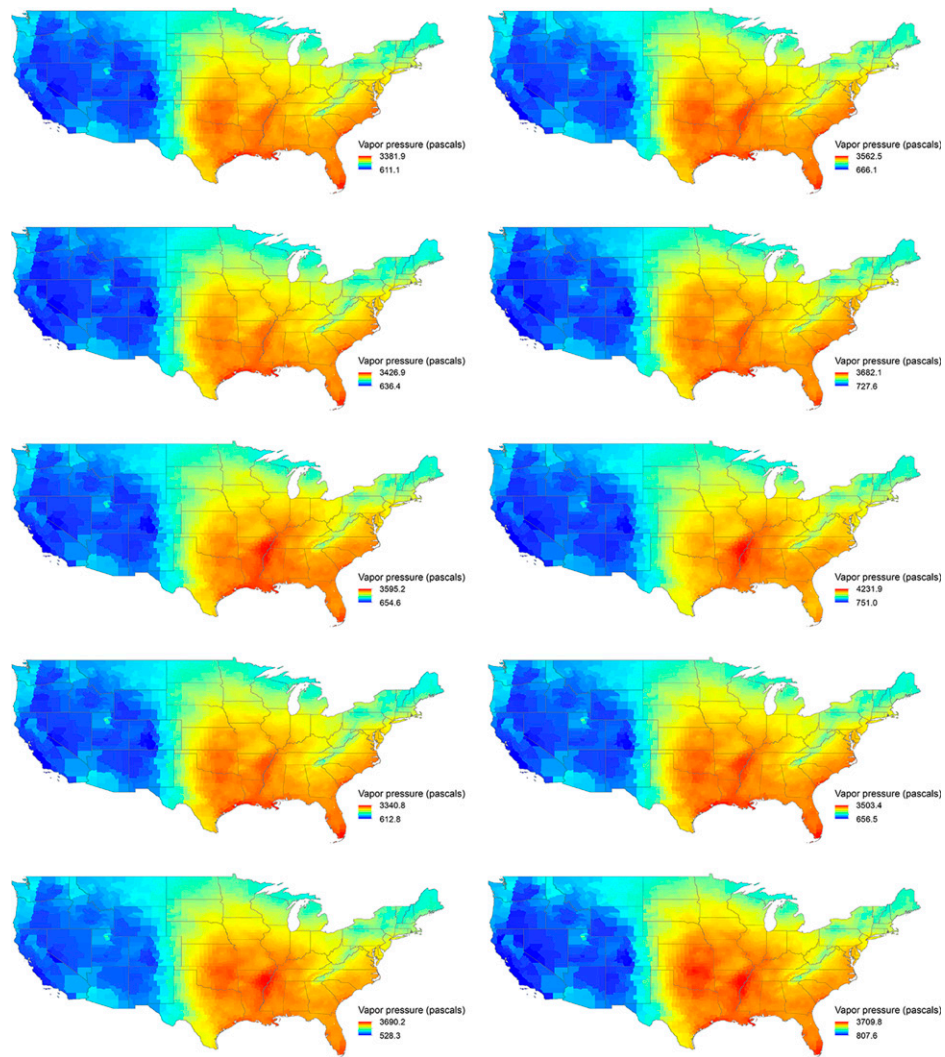 Vapor pressure (pascals)
3381.9
611.1
Vapor pressure (pascals)
3562.5
666.1
Vapor pressure (pascals)
3426.9
636.4
Vapor pressure (pascals)
3682.1
727.6
Vapor pressure (pascals)
3595.2
654.6
Vapor pressure (pascals)
4231.9
751.0
Vapor pressure (pascals)
3340.8
612.8
Vapor pressure (pascals)
3503.4
656.5
Vapor pressure (pascals)
3690.2
528.3
Vapor pressure (pascals)
3709.8
807.6